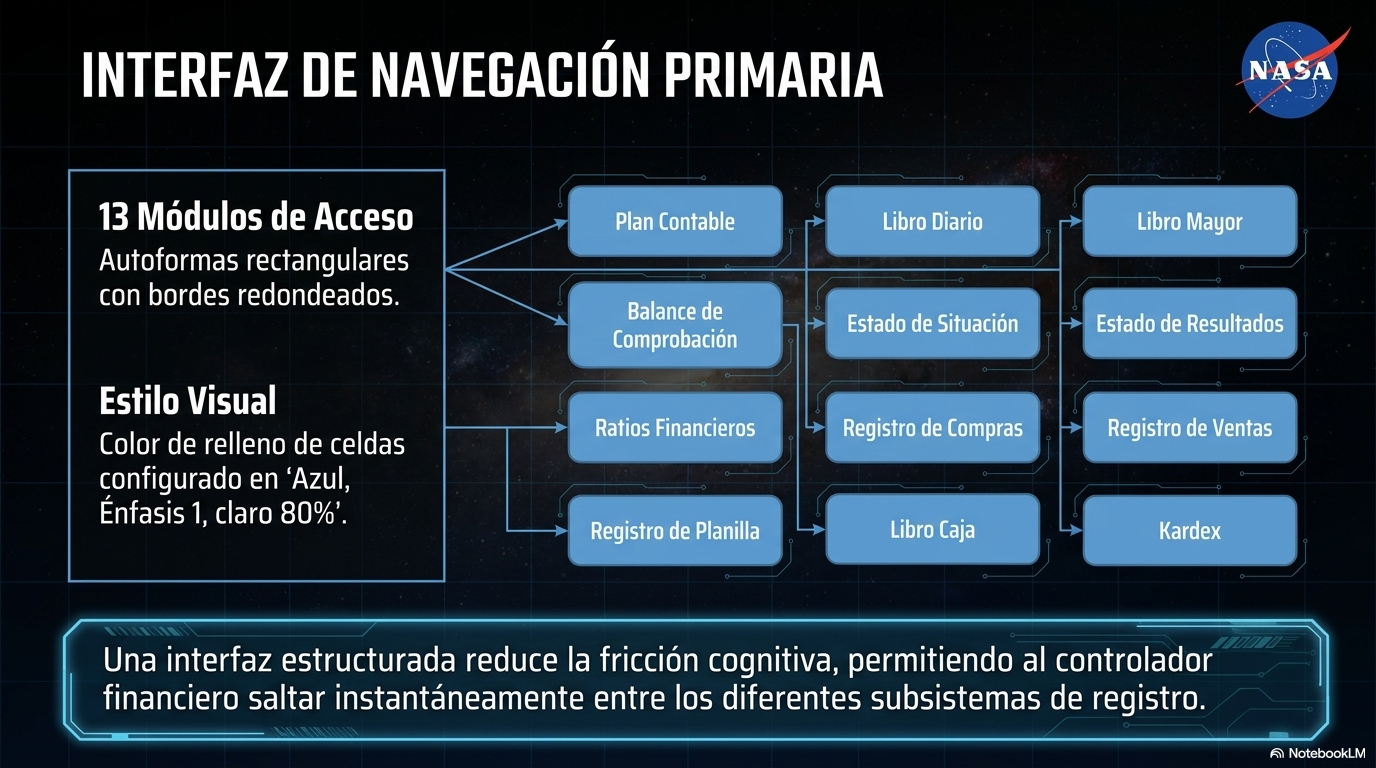 INTERFAZ DE NAVEGACIÓN PRIMARIA
NASA
13 Módulos de Acceso
Autoformas rectangulares
con bordes redondeados.
Estilo Visual
Color de relleno de celdas
configurado en ‘Azul,
Énfasis 1, claro 80%’.
Plan Contable
Libro Diario
Libro Mayor
Balance de
Comprobación
Estado de Situación
Estado de Resultados
Ratios Financieros
Registro de Compras
Registro de Ventas
Registro de Planilla
Libro Caja
Kardex
Una interfaz estructurada reduce la fricción cognitiva, permitiendo al controlador
financiero saltar instantáneamente entre los diferentes subsistemas de registro.
NotebookLM